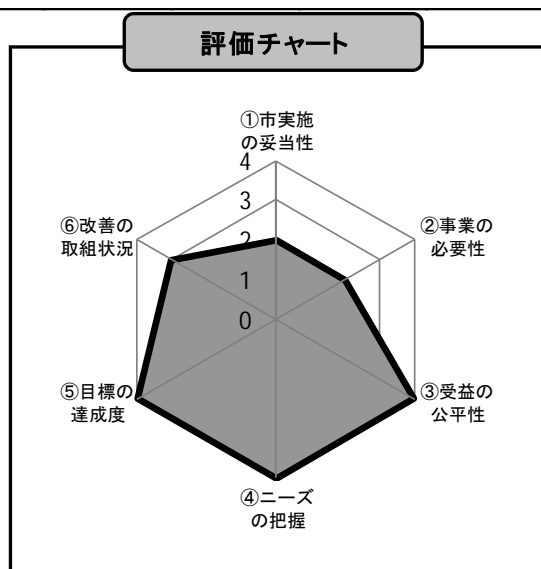 評価チャート
①市実施
の妥当性
4
3
2
1
0
②事業の
必要性
③受益の
公平性
④ニーズ
の把握
⑤目標の
達成度
⑥改善の
取組状況